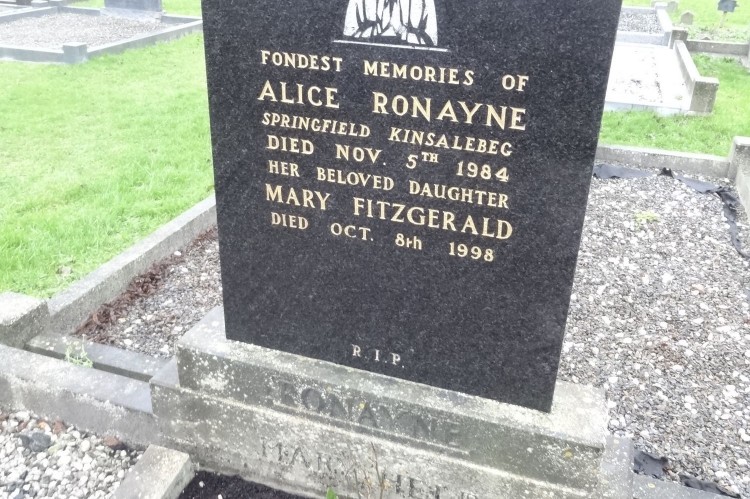 FONDEST MEMORIES OF
ALICE RONAYNE
SPRINGFIELD KINSALEBEG
DIED NOV. 5TH 1984
HER BELOVED DAUGHTER
MARY FITZGERALD
DIED OCT. 8th 1998
R.I.P.
RONAYNE